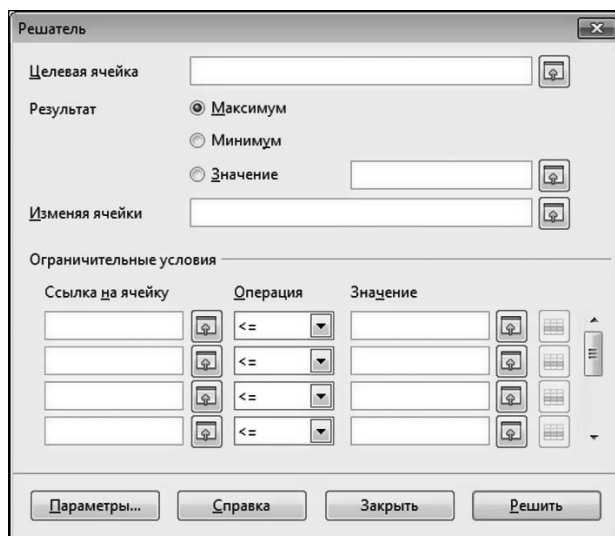 Решатель
Целевая ячейка
Результат
Максимум
Минимум
Значение
Изменяя ячейки
Ограничительные условия
Ссылка на ячейку Операция Значение
<=
<=
<=
<=
Параметры... Справка Закрыть Решить